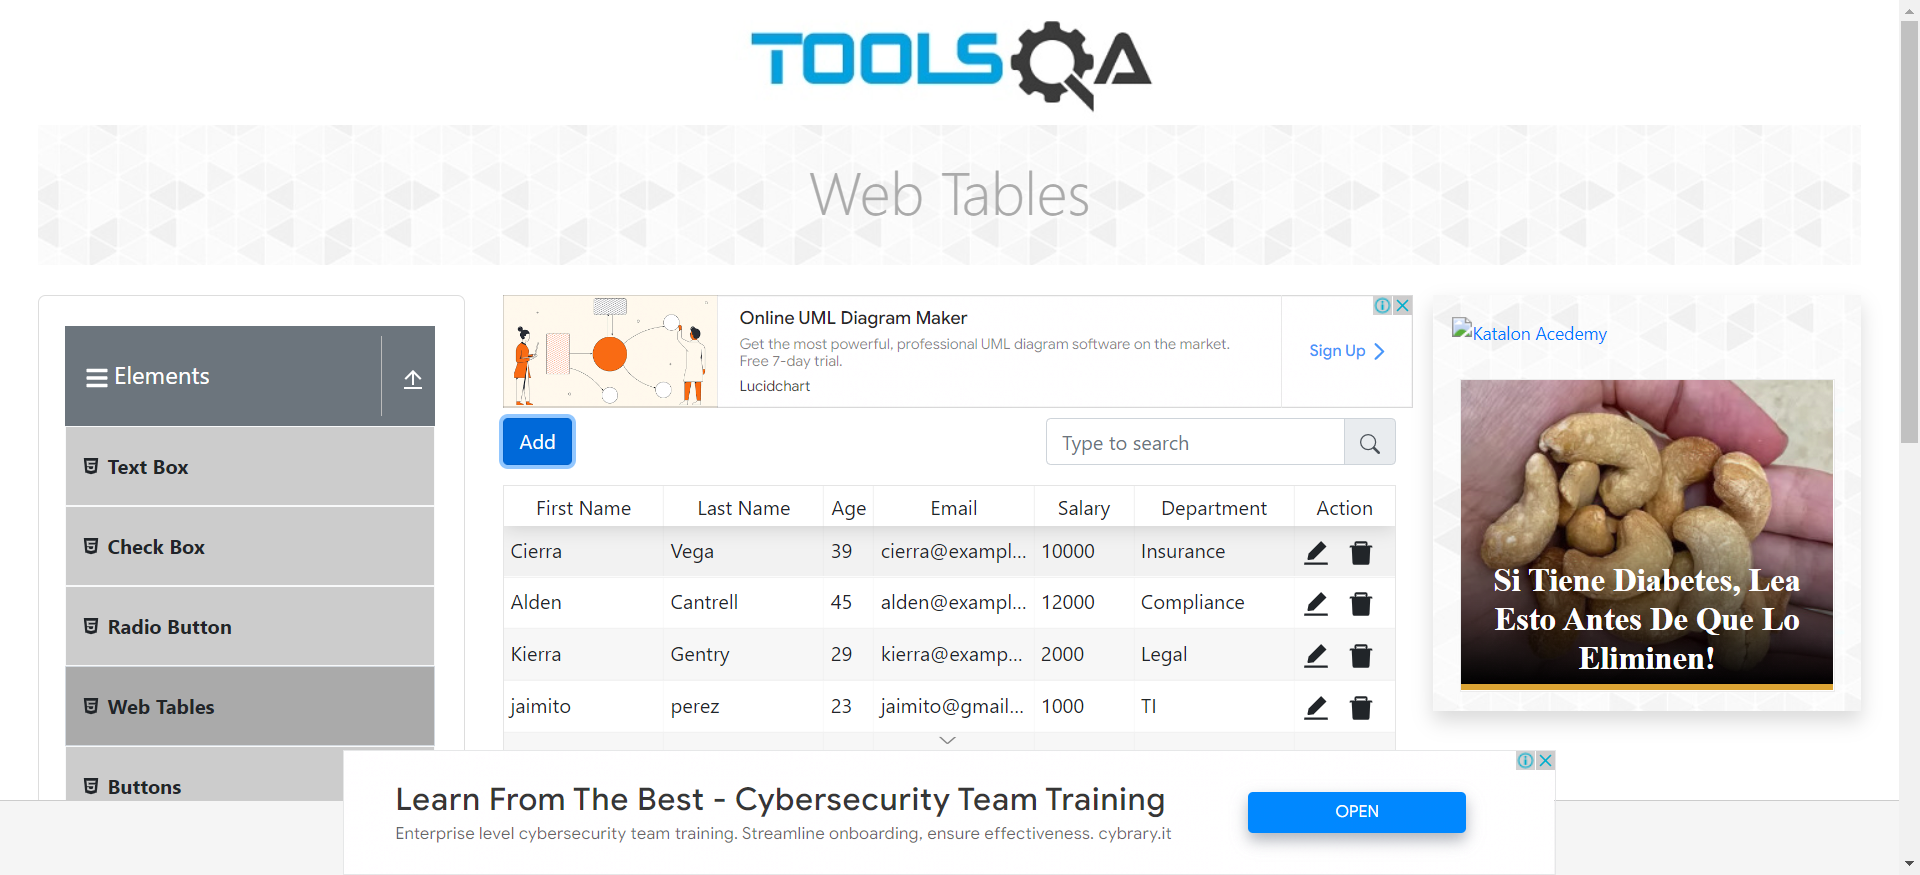 TOOLSQA
Web Tables
Elements
Text Box
Check Box
Radio Button
Web Tables
Buttons
Online UML Diagram Maker
Get the most powerful, professional UML diagram software on the market.
Free 7-day trial.
Lucidchart
Sign Up
Add
Type to search
First Name Last Name Age Email Salary Department Action
Cierra Vega 39 cierra@exampl... 10000 Insurance
Alden Cantrell 45 alden@exampl... 12000 Compliance
Kierra Gentry 29 kierra@examp... 2000 Legal
jaimito perez 23 jaimito@gmail... 1000 TI
Katalon Acedemy
Si Tiene Diabetes, Lea
Esto Antes De Que Lo
Eliminen!
Learn From The Best - Cybersecurity Team Training
Enterprise level cybersecurity team training. Streamline onboarding, ensure effectiveness. cybrary.it
OPEN